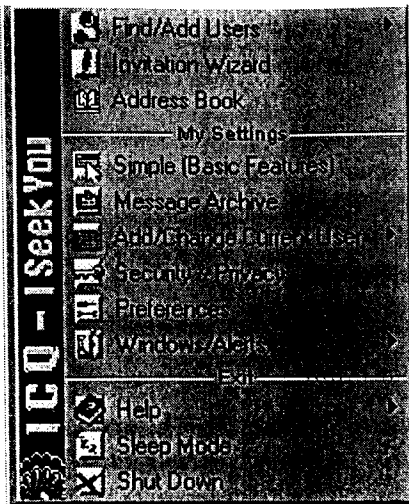 Find/Add Users
Invitation Wizard
Address Book
My Settings
Simple (Basic Features)
Message Archive
Add/Change Current User
Security & Privacy
Preferences
Windows/Alerts
Exit
Help
Sleep Mode
Shut Down
ICQ - I Seek You